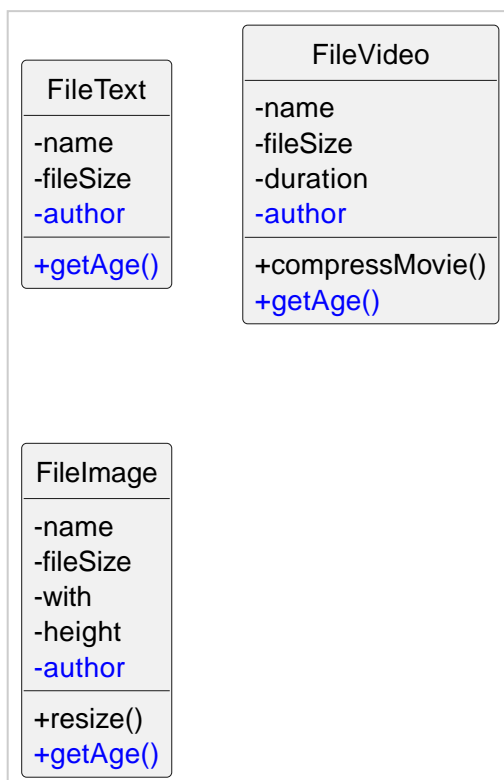 FileText
-name
-fileSize
-author
+getAge()
FileVideo
-name
-fileSize
-duration
-author
+compressMovie()
+getAge()
FileImage
-name
-fileSize
-with
-height
-author
+resize()
+getAge()